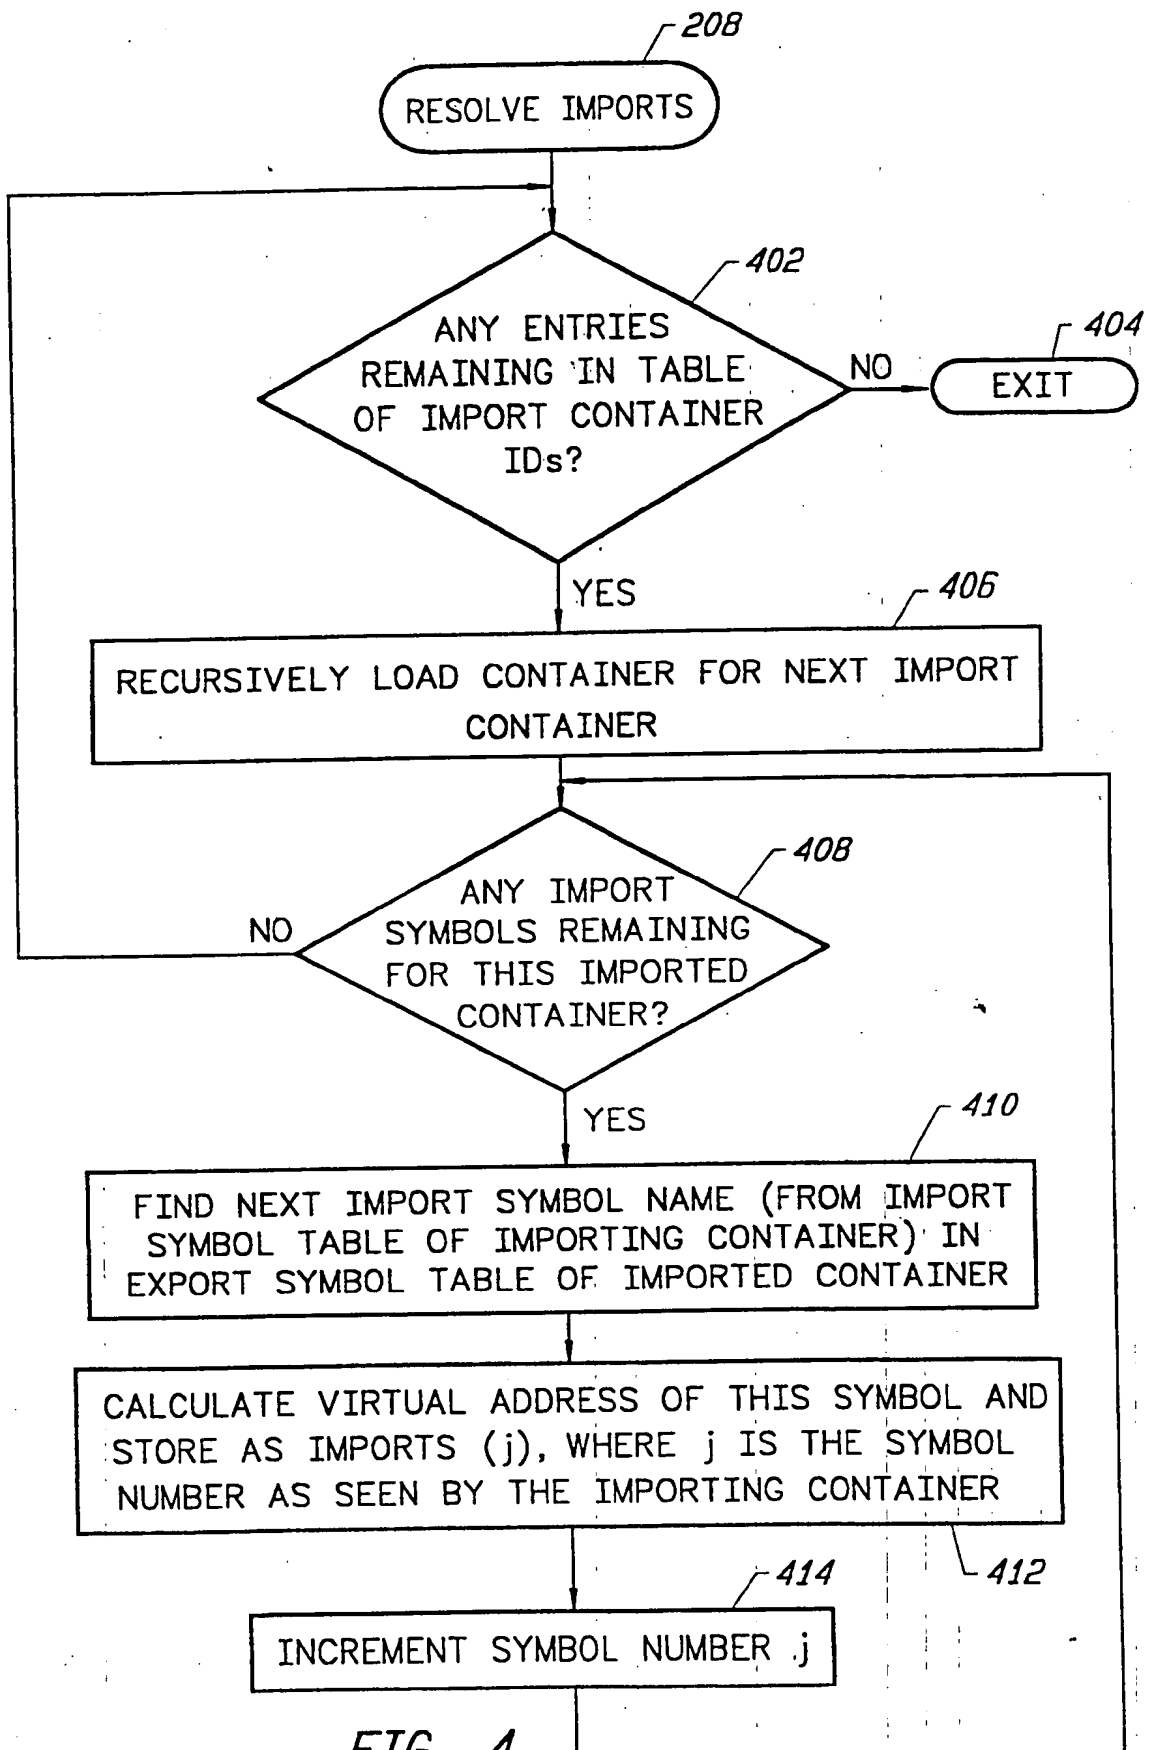 208
RESOLVE IMPORTS
402
ANY ENTRIES
REMAINING IN TABLE
OF IMPORT CONTAINER
IDs?
NO
404
EXIT
YES
406
RECURSIVELY LOAD CONTAINER FOR NEXT IMPORT
CONTAINER
408
ANY IMPORT
SYMBOLS REMAINING
FOR THIS IMPORTED
CONTAINER?
NO
YES
410
FIND NEXT IMPORT SYMBOL NAME (FROM IMPORT
SYMBOL TABLE OF IMPORTING CONTAINER) IN
EXPORT SYMBOL TABLE OF IMPORTED CONTAINER
CALCULATE VIRTUAL ADDRESS OF THIS SYMBOL AND
STORE AS IMPORTS (j), WHERE j IS THE SYMBOL
NUMBER AS SEEN BY THE IMPORTING CONTAINER
412
414
INCREMENT SYMBOL NUMBER j
FIG. 4